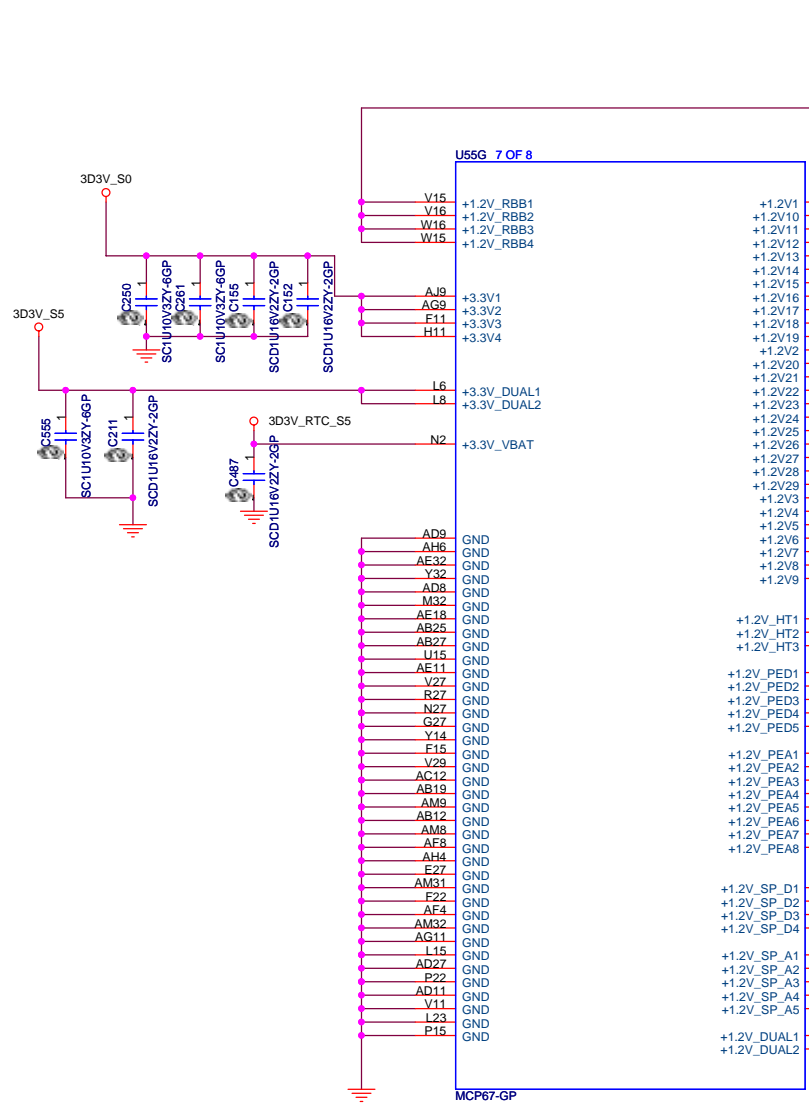 U55G 7 OF 8
3D3V_S0
3D3V_S5
3D3V_RTC_S5
1 C250 SC1U10V3ZY-6GP
1 C261 SC1U10V3ZY-6GP
1 C155 SCD1U16V2ZY-2GP
1 C152 SCD1U16V2ZY-2GP
1 C555 SC1U10V3ZY-6GP
1 C211 SCD1U16V2ZY-2GP
1 C487 SCD1U16V2ZY-2GP
V15 +1.2V_RBB1
V16 +1.2V_RBB2
W16 +1.2V_RBB3
W15 +1.2V_RBB4
AJ9 +3.3V1
AG9 +3.3V2
F11 +3.3V3
H11 +3.3V4
L6 +3.3V_DUAL1
L8 +3.3V_DUAL2
N2 +3.3V_VBAT
AD9 GND
AH6 GND
AE32 GND
Y32 GND
AD8 GND
M32 GND
AE18 GND
AB25 GND
AB27 GND
U15 GND
AE11 GND
V27 GND
R27 GND
N27 GND
G27 GND
Y14 GND
F15 GND
V29 GND
AC12 GND
AB19 GND
AM9 GND
AB12 GND
AM8 GND
AF8 GND
AH4 GND
E27 GND
AM31 GND
F22 GND
AF4 GND
AM32 GND
AG11 GND
L15 GND
AD27 GND
P22 GND
AD11 GND
V11 GND
L23 GND
P15 GND
+1.2V1
+1.2V10
+1.2V11
+1.2V12
+1.2V13
+1.2V14
+1.2V15
+1.2V16
+1.2V17
+1.2V18
+1.2V19
+1.2V2
+1.2V20
+1.2V21
+1.2V22
+1.2V23
+1.2V24
+1.2V25
+1.2V26
+1.2V27
+1.2V28
+1.2V29
+1.2V3
+1.2V4
+1.2V5
+1.2V6
+1.2V7
+1.2V8
+1.2V9
+1.2V_HT1
+1.2V_HT2
+1.2V_HT3
+1.2V_PED1
+1.2V_PED2
+1.2V_PED3
+1.2V_PED4
+1.2V_PED5
+1.2V_PEA1
+1.2V_PEA2
+1.2V_PEA3
+1.2V_PEA4
+1.2V_PEA5
+1.2V_PEA6
+1.2V_PEA7
+1.2V_PEA8
+1.2V_SP_D1
+1.2V_SP_D2
+1.2V_SP_D3
+1.2V_SP_D4
+1.2V_SP_A1
+1.2V_SP_A2
+1.2V_SP_A3
+1.2V_SP_A4
+1.2V_SP_A5
+1.2V_DUAL1
+1.2V_DUAL2
MCP67-GP